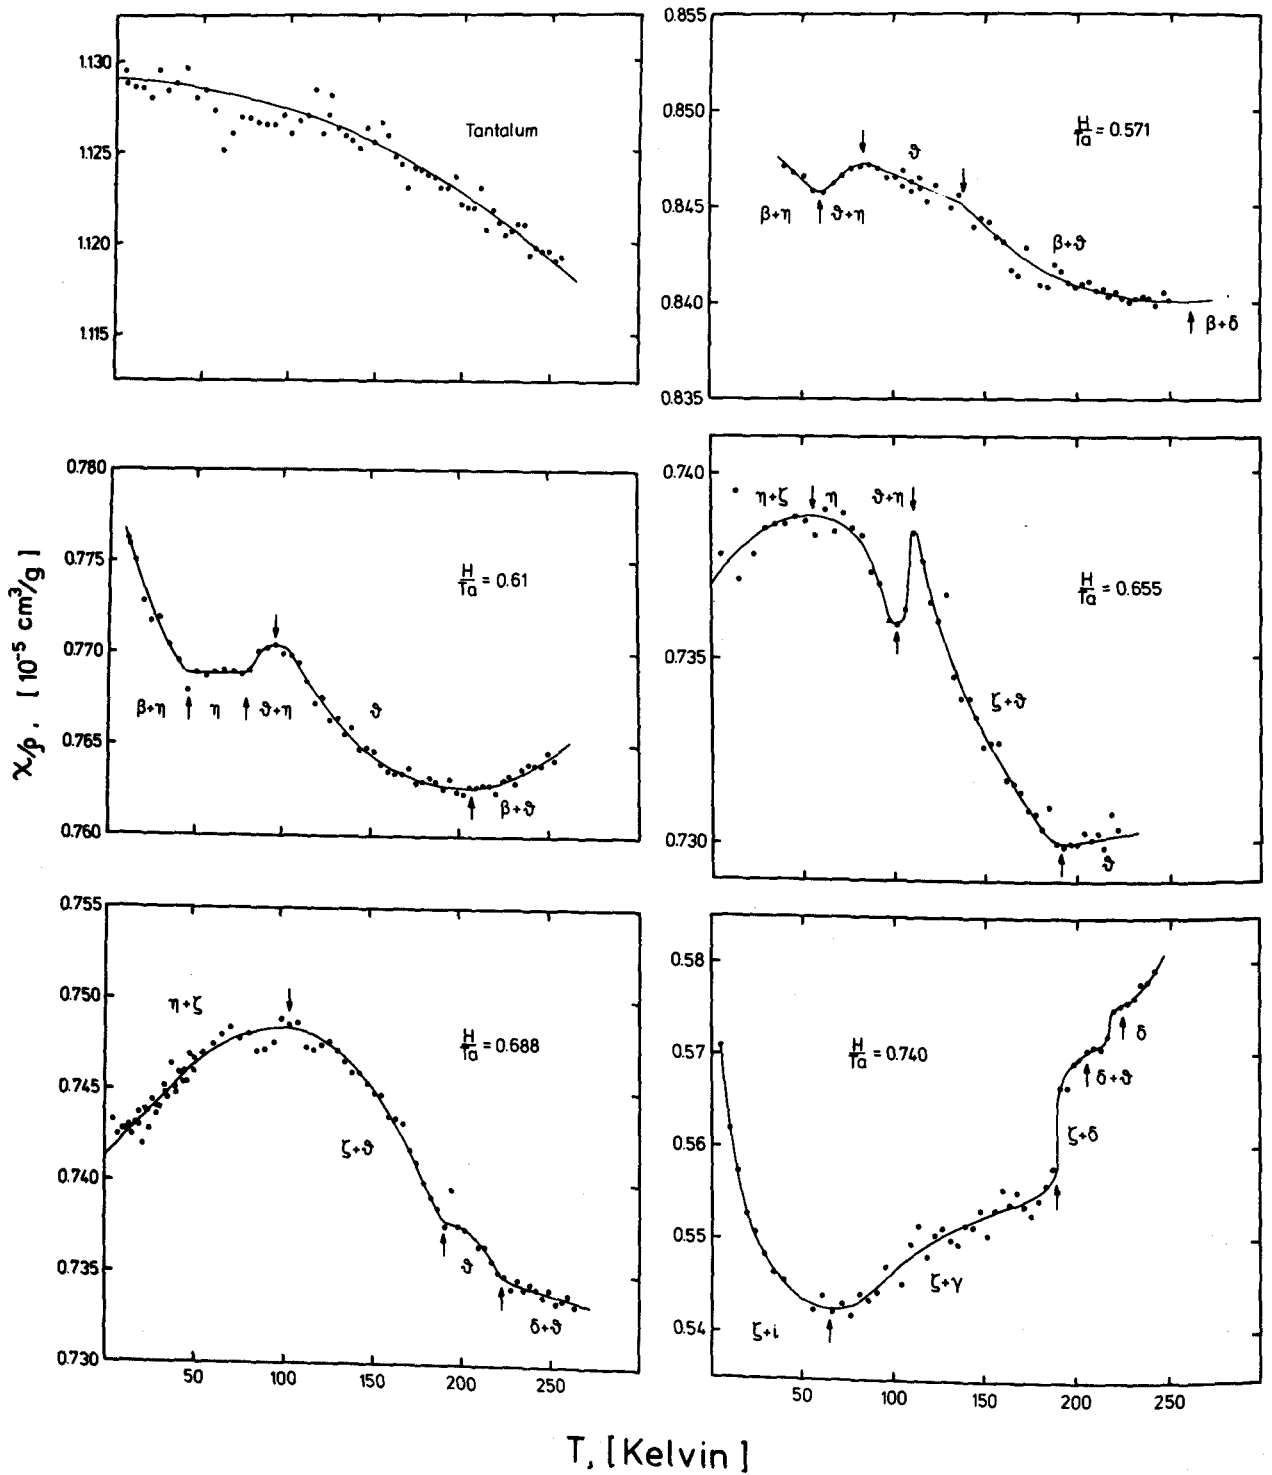 1.130
1.125
1.120
1.115
Tantalum
0.855
0.850
0.845
0.840
0.835
H/Ta = 0.571
β+η
ϑ+η
ϑ
β+ϑ
β+δ
0.780
0.775
0.770
0.765
0.760
H/Ta = 0.61
β+η
η
ϑ+η
ϑ
β+ϑ
0.740
0.735
0.730
η+ζ
η
ϑ+η
H/Ta = 0.655
ζ+ϑ
ϑ
ϰ/ρ, [10⁻⁵ cm³/g]
0.755
0.750
0.745
0.740
0.735
0.730
η+ζ
H/Ta = 0.688
ζ+ϑ
ϑ
δ+ϑ
50 100 150 200 250
0.58
0.57
0.56
0.55
0.54
H/Ta = 0.740
δ
δ+ϑ
ζ+δ
ζ+γ
ζ+i
50 100 150 200 250
T, [Kelvin]